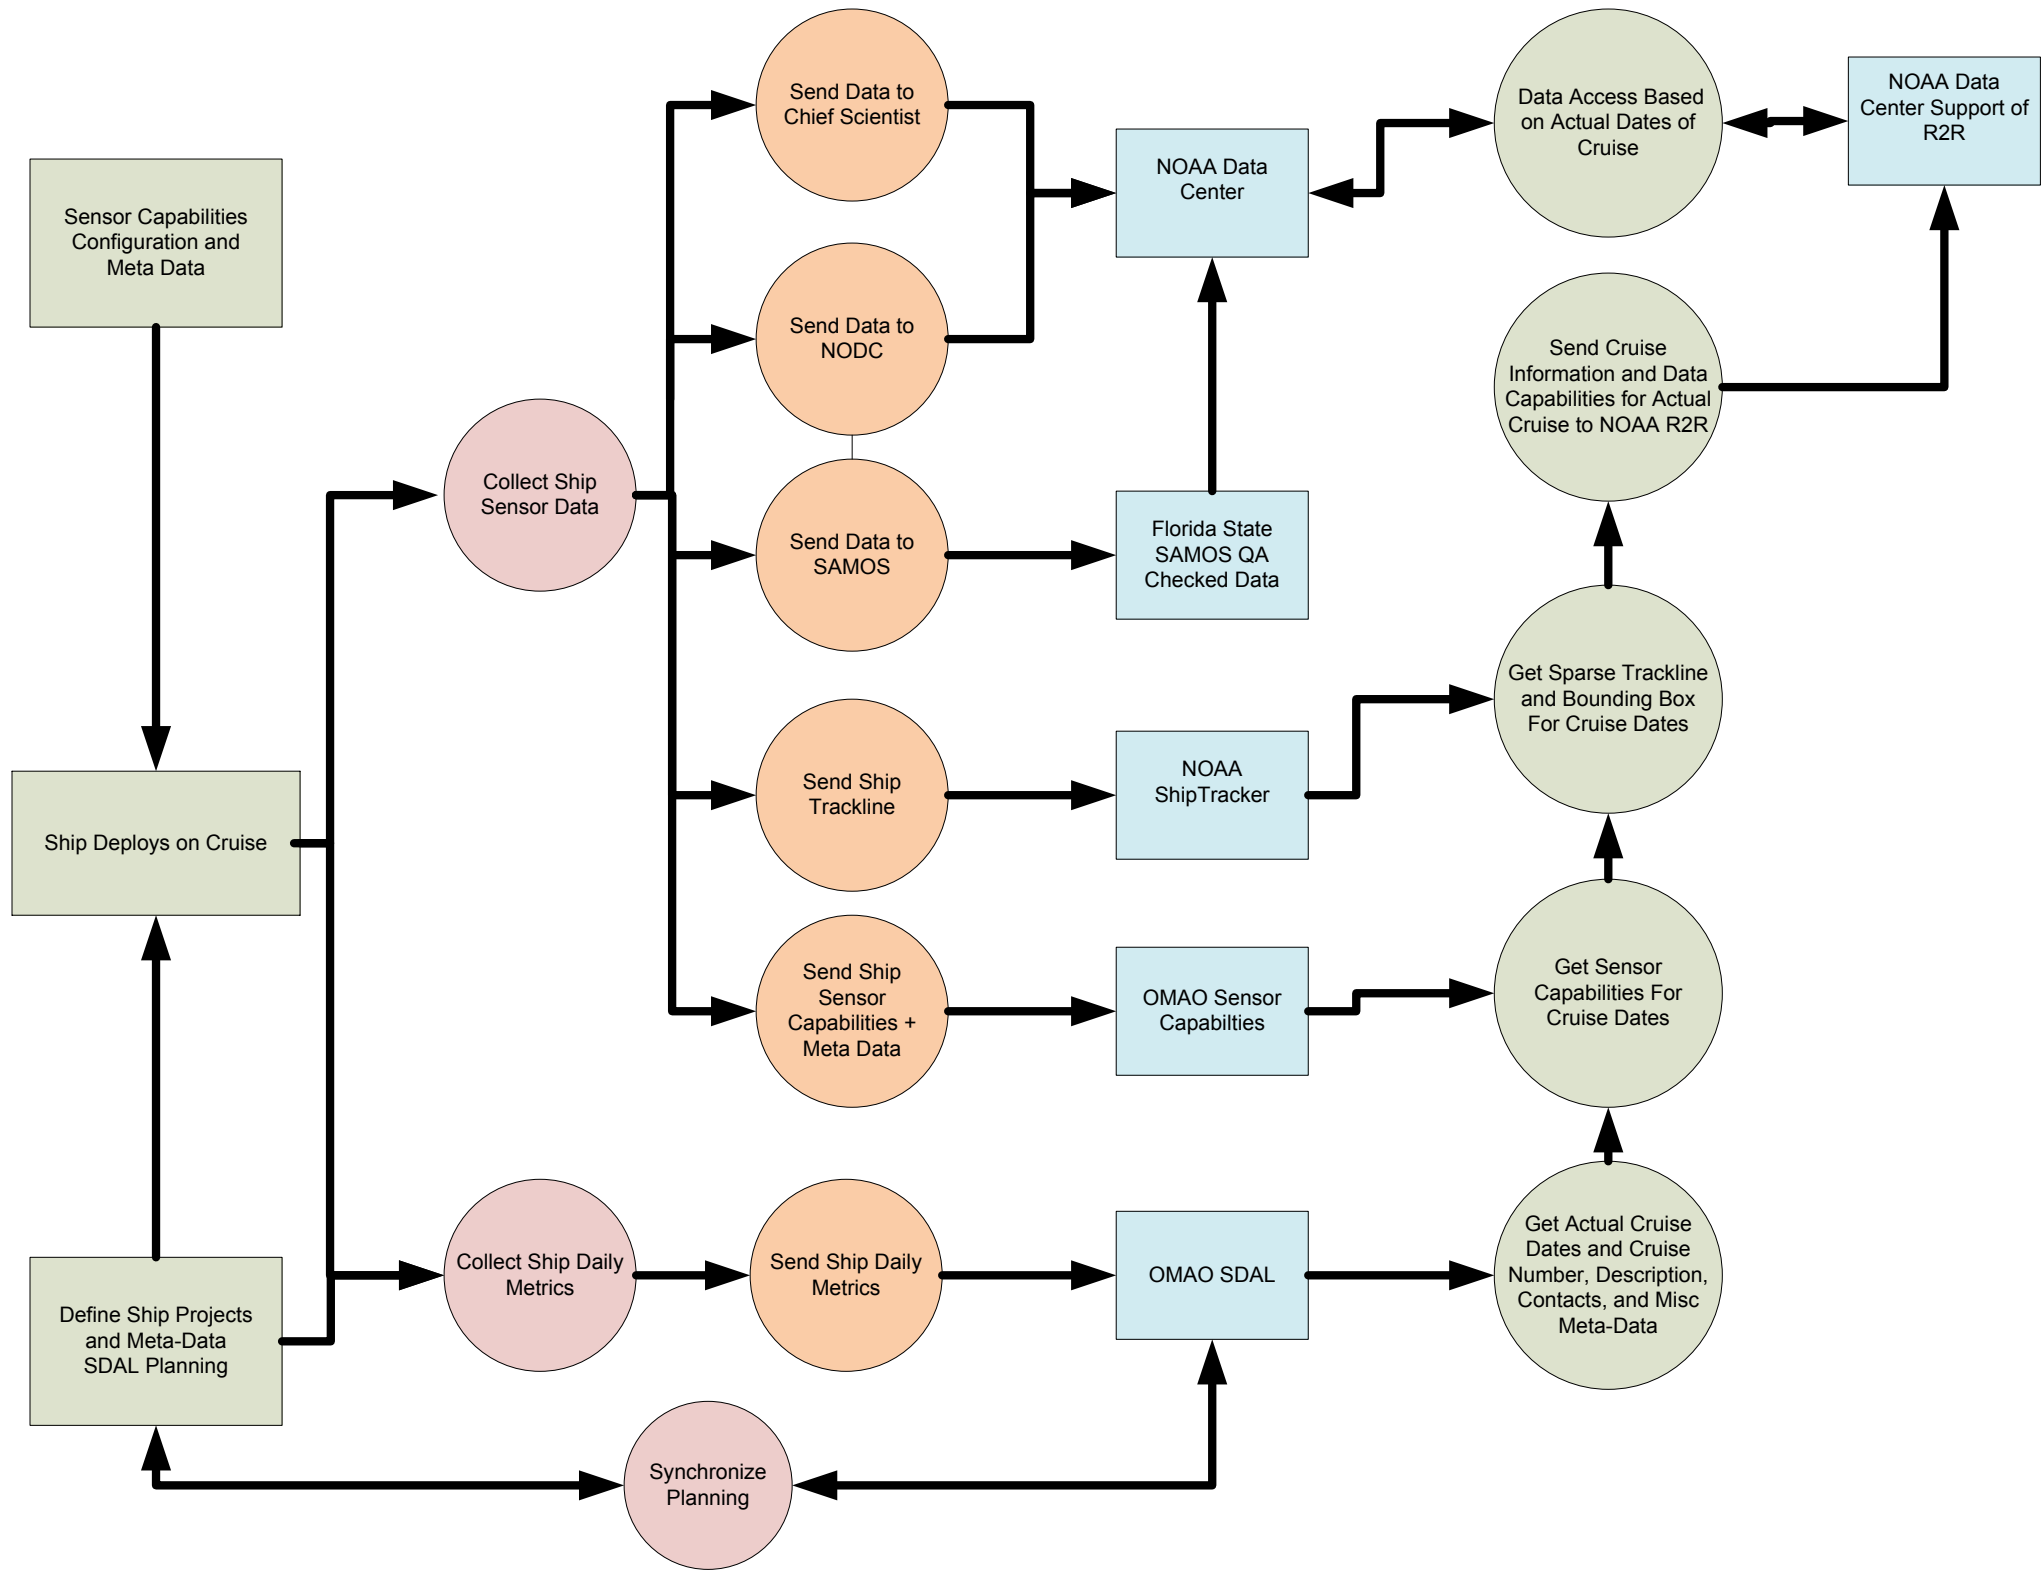 Send Data to
Chief Scientist
Data Access Based
on Actual Dates of
Cruise
NOAA Data
Center Support of
R2R
NOAA Data
Center
Sensor Capabilities
Configuration and
Meta Data
Send Data to
NODC
Send Cruise
Information and Data
Capabilities for Actual
Cruise to NOAA R2R
Collect Ship
Sensor Data
Send Data to
SAMOS
Florida State
SAMOS QA
Checked Data
Get Sparse Trackline
and Bounding Box
For Cruise Dates
Send Ship
Trackline
NOAA
ShipTracker
Ship Deploys on Cruise
Send Ship
Sensor
Capabilities +
Meta Data
OMAO Sensor
Capabilties
Get Sensor
Capabilities For
Cruise Dates
Collect Ship Daily
Metrics
Send Ship Daily
Metrics
OMAO SDAL
Get Actual Cruise
Dates and Cruise
Number, Description,
Contacts, and Misc
Meta-Data
Define Ship Projects
and Meta-Data
SDAL Planning
Synchronize
Planning